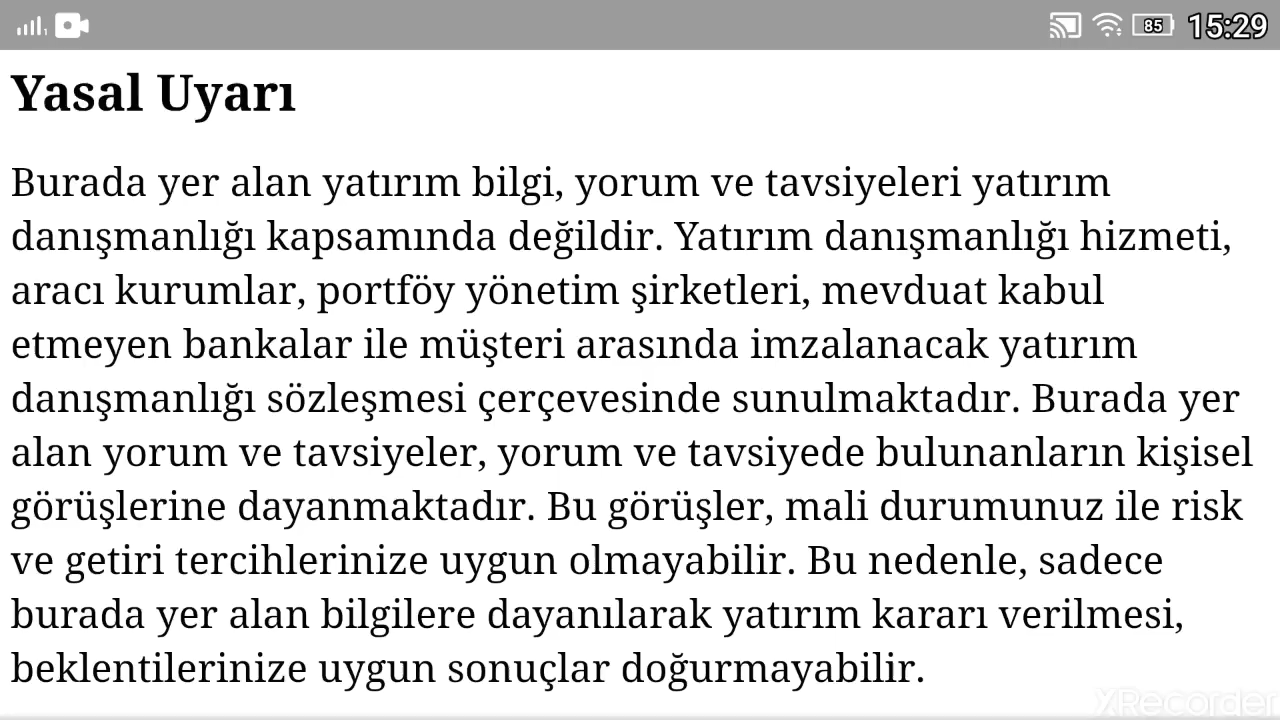 85 15:29
Yasal Uyarı
Burada yer alan yatırım bilgi, yorum ve tavsiyeleri yatırım
danışmanlığı kapsamında değildir. Yatırım danışmanlığı hizmeti,
aracı kurumlar, portföy yönetim şirketleri, mevduat kabul
etmeyen bankalar ile müşteri arasında imzalanacak yatırım
danışmanlığı sözleşmesi çerçevesinde sunulmaktadır. Burada yer
alan yorum ve tavsiyeler, yorum ve tavsiyede bulunanların kişisel
görüşlerine dayanmaktadır. Bu görüşler, mali durumunuz ile risk
ve getiri tercihlerinize uygun olmayabilir. Bu nedenle, sadece
burada yer alan bilgilere dayanılarak yatırım kararı verilmesi,
beklentilerinize uygun sonuçlar doğurmayabilir.
XRecorder